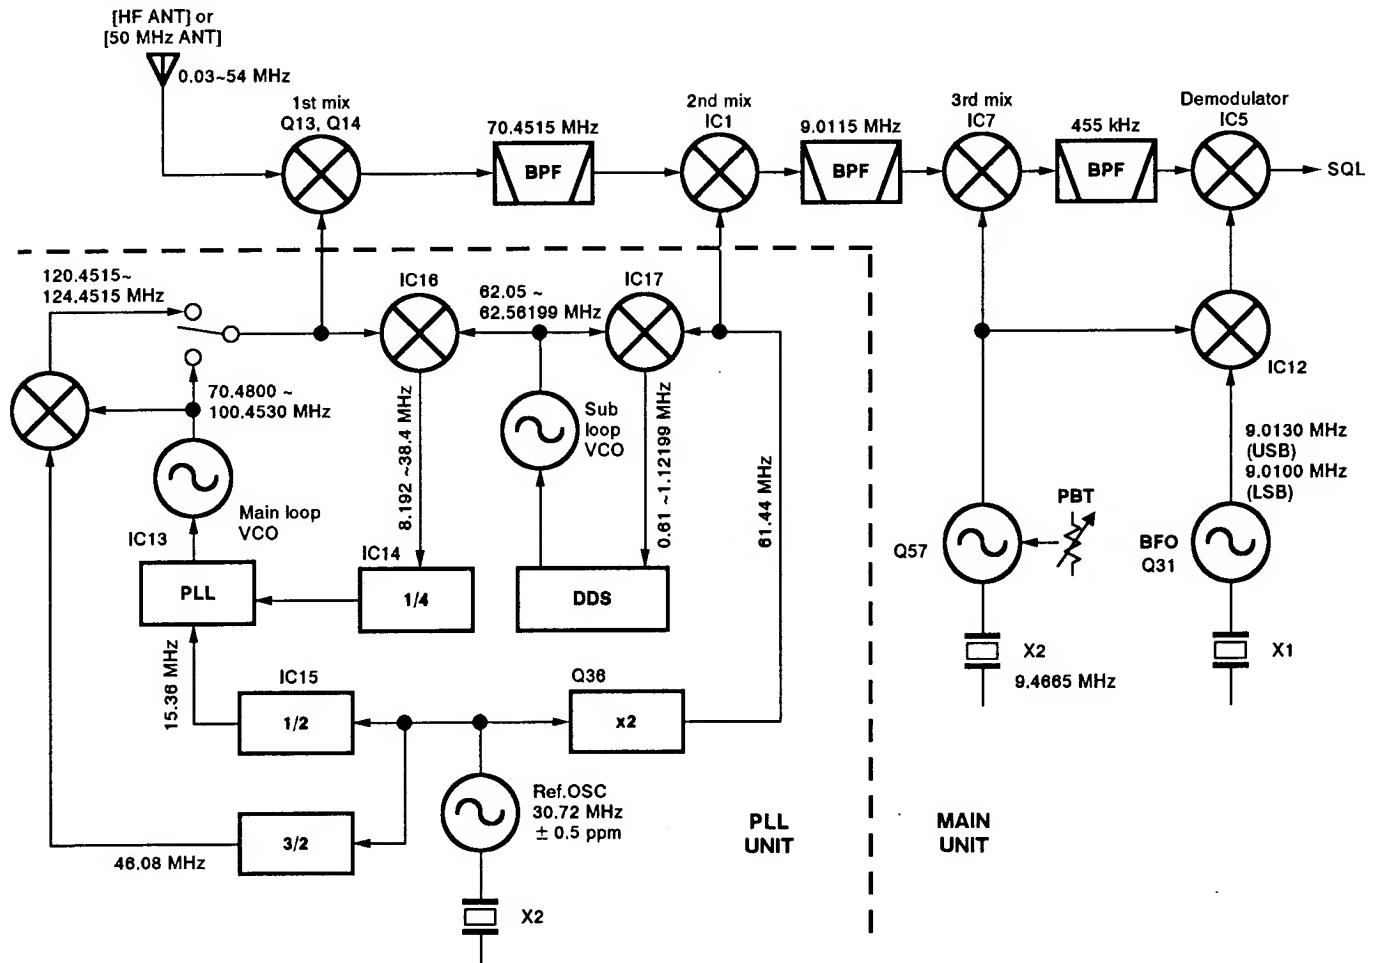 [HF ANT] or
[50 MHz ANT]
0.03~54 MHz
1st mix
Q13, Q14
70.4515 MHz
BPF
2nd mix
IC1
9.0115 MHz
BPF
3rd mix
IC7
455 kHz
BPF
Demodulator
IC5
SQL
120.4515~
124.4515 MHz
IC16
62.05 ~
62.56199 MHz
IC17
IC12
70.4800 ~
100.4530 MHz
Main loop
VCO
8.192 ~38.4 MHz
Sub
loop
VCO
0.61 ~1.12199 MHz
61.44 MHz
9.0130 MHz
(USB)
9.0100 MHz
(LSB)
PBT
Q57
BFO
Q31
IC13
PLL
IC14
1/4
DDS
X2
9.4665 MHz
X1
15.36 MHz
IC15
1/2
Q36
x2
Ref.OSC
30.72 MHz
± 0.5 ppm
3/2
46.08 MHz
X2
PLL
UNIT
MAIN
UNIT